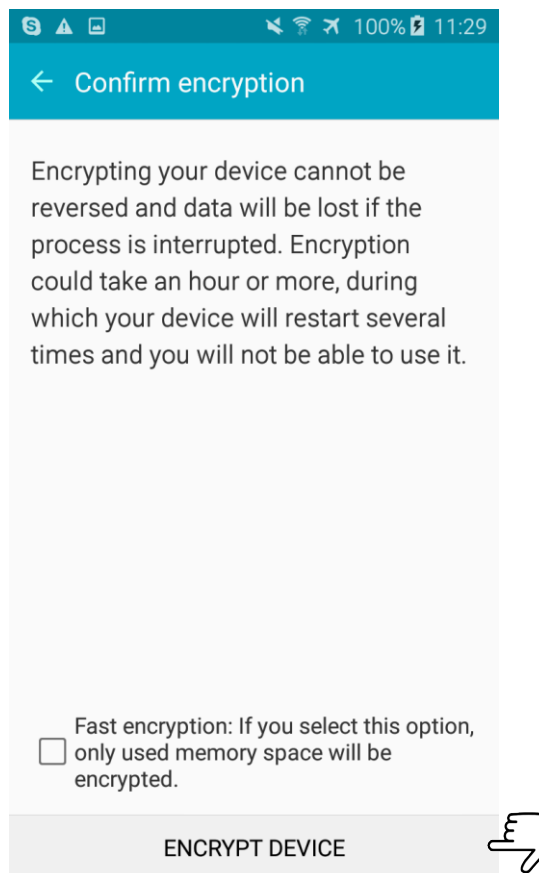 100% 11:29
Confirm encryption
Encrypting your device cannot be
reversed and data will be lost if the
process is interrupted. Encryption
could take an hour or more, during
which your device will restart several
times and you will not be able to use it.
Fast encryption: If you select this option,
only used memory space will be
encrypted.
ENCRYPT DEVICE